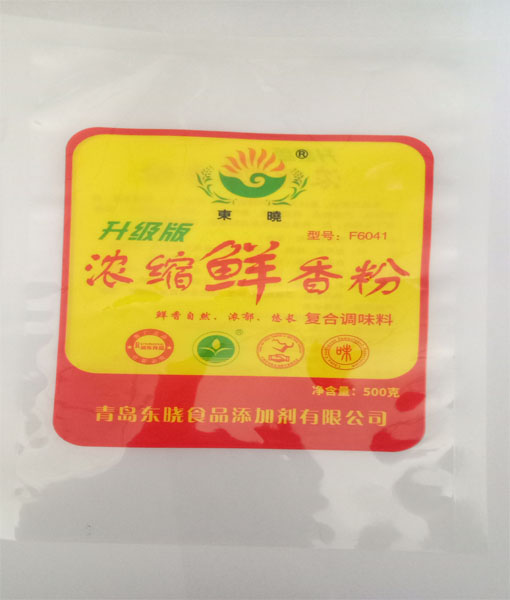 ®
東曉
升级版
型号：F6041
浓缩鲜香粉
鲜香自然、浓郁、悠长 复合调味料
®
味
净含量：500克
青岛东晓食品添加剂有限公司